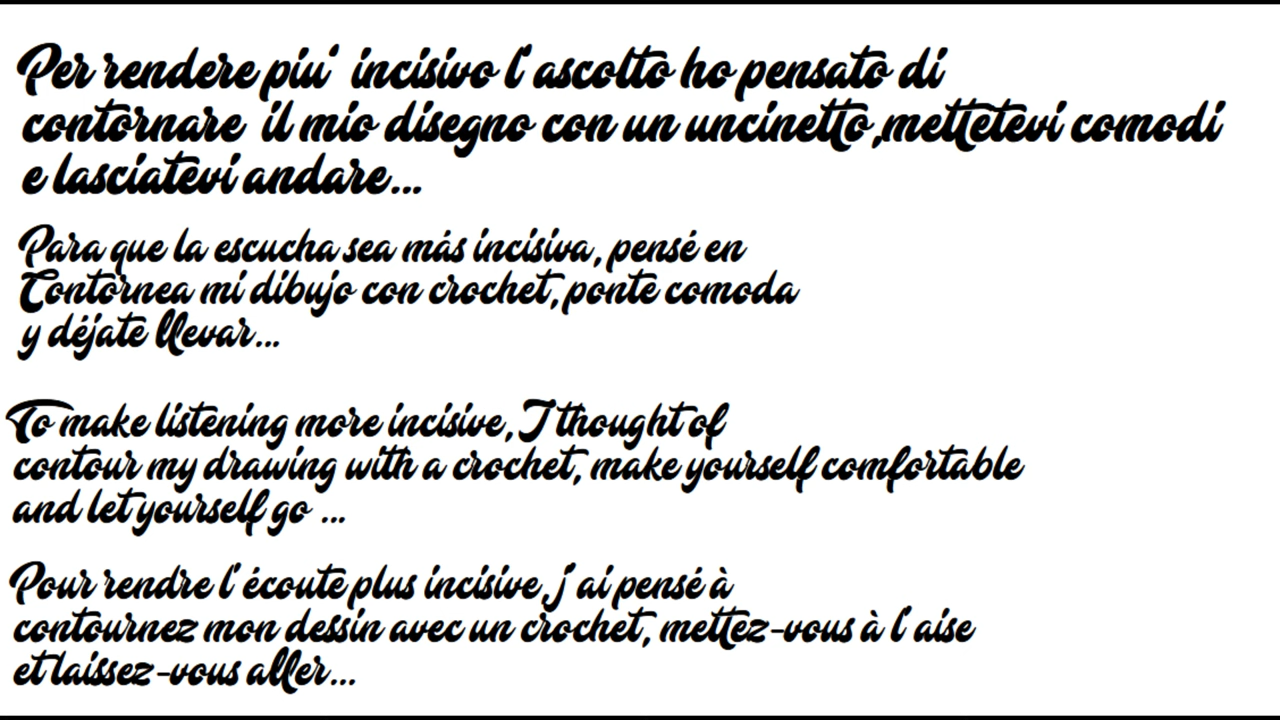 Per rendere piu' incisivo l'ascolto ho pensato di
contornare il mio disegno con un uncinetto,mettetevi comodi
e lasciatevi andare...
Para que la escucha sea más incisiva, pensé en
Contornea mi dibujo con crochet, ponte comoda
y déjate llevar...
To make listening more incisive, I thought of
contour my drawing with a crochet, make yourself comfortable
and let yourself go ...
Pour rendre l'écoute plus incisive, j'ai pensé à
contournez mon dessin avec un crochet, mettez-vous à l'aise
et laissez-vous aller...